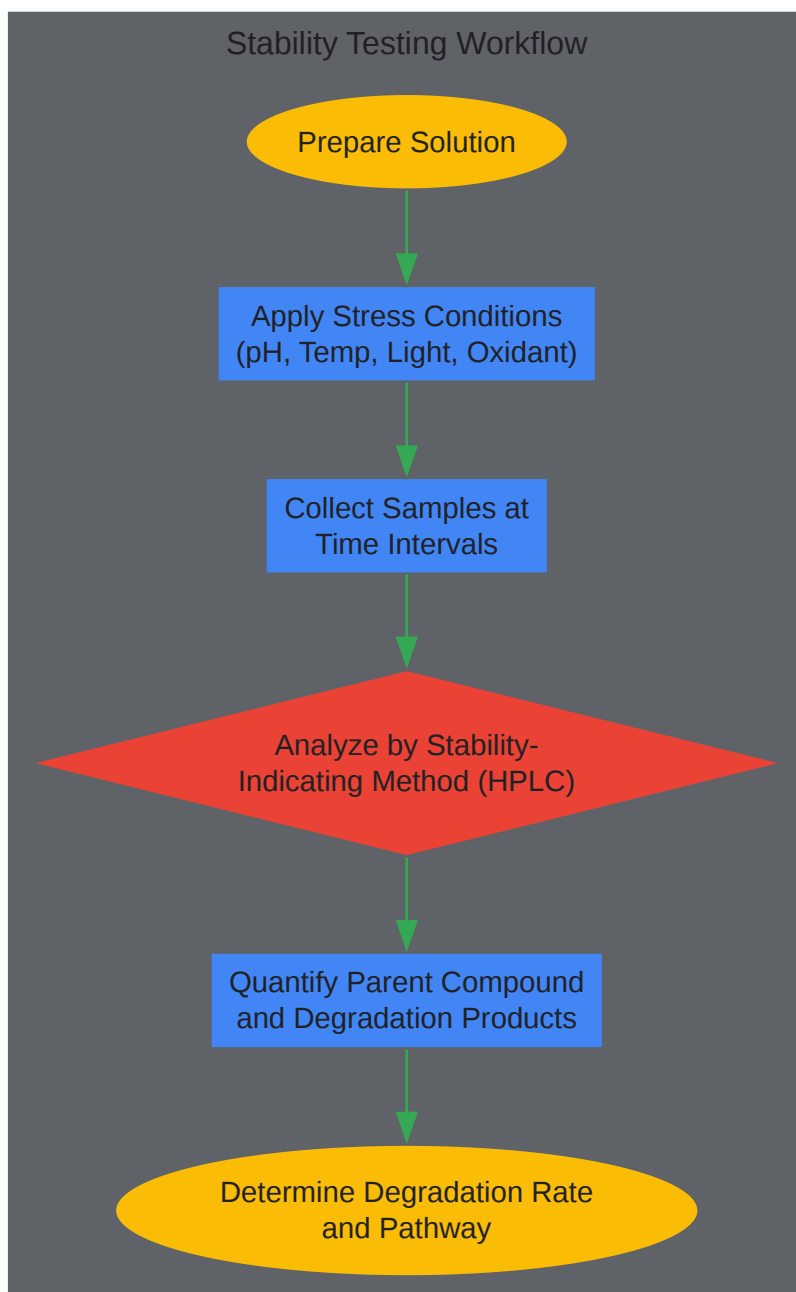 Stability Testing Workflow
Prepare Solution
Apply Stress Conditions
(pH, Temp, Light, Oxidant)
Collect Samples at
Time Intervals
Analyze by Stability-
Indicating Method (HPLC)
Quantify Parent Compound
and Degradation Products
Determine Degradation Rate
and Pathway